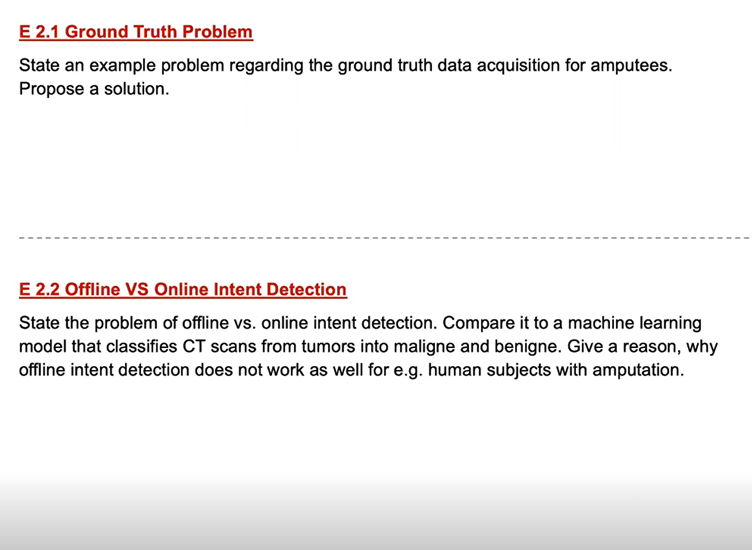 E 2.1 Ground Truth Problem
State an example problem regarding the ground truth data acquisition for amputees.
Propose a solution.
E 2.2 Offline VS Online Intent Detection
State the problem of offline vs. online intent detection. Compare it to a machine learning
model that classifies CT scans from tumors into maligne and benigne. Give a reason, why
offline intent detection does not work as well for e.g. human subjects with amputation.